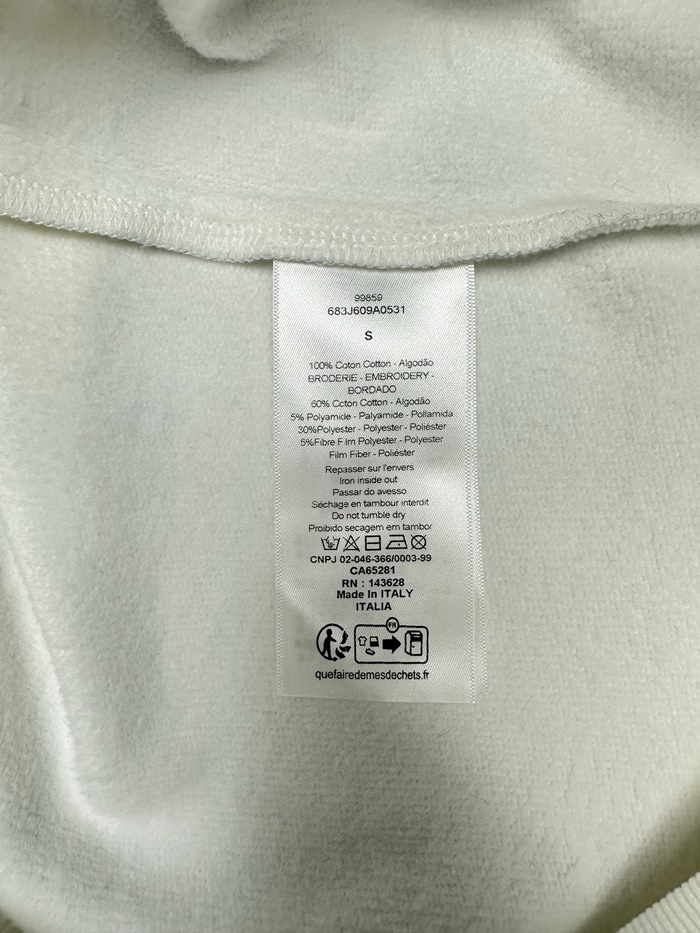 99859
683J609A0531
S
100% Coton Cotton - Algodão
BRODERIE - EMBROIDERY -
BORDADO
60% Cotton Cotton - Algodão
5% Polyamide - Palyamide - Poliamida
30%Polyester - Polyester - Poliéster
5%Fibre Film Polyester - Polyester
Film Fiber - Poliéster
Repasser sur l'envers
Iron inside out
Passar do avesso
Séchage en tambour interdit
Do not tumble dry
Proibido secagem em tambor
CNPJ 02-046-366/0003-99
CA65281
RN : 143628
Made In ITALY
ITALIA
FR
quefairedemesdechets.fr